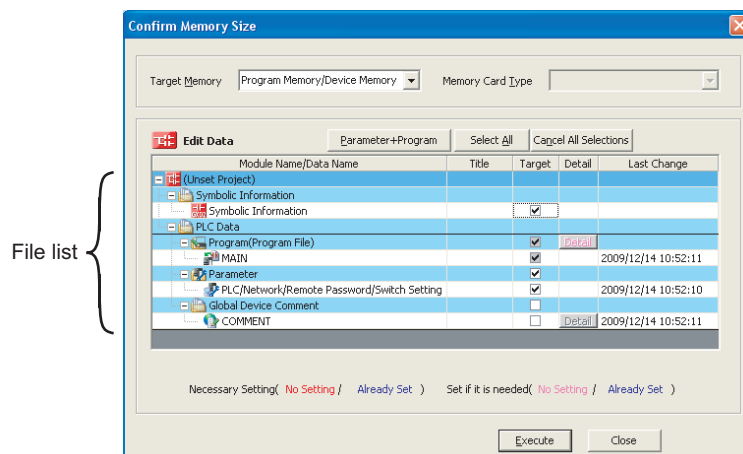 Confirm Memory Size
Target Memory Program Memory/Device Memory Memory Card Type
Edit Data Parameter+Program Select All Cancel All Selections
Module Name/Data Name Title Target Detail Last Change
(Unset Project)
Symbolic Information
Symbolic Information
PLC Data
Program(Program File) Detail
MAIN 2009/12/14 10:52:11
File list
Parameter
PLC/Network/Remote Password/Switch Setting 2009/12/14 10:52:10
Global Device Comment
COMMENT Detail 2009/12/14 10:52:11
Necessary Setting( No Setting / Already Set ) Set if it is needed( No Setting / Already Set )
Execute Close